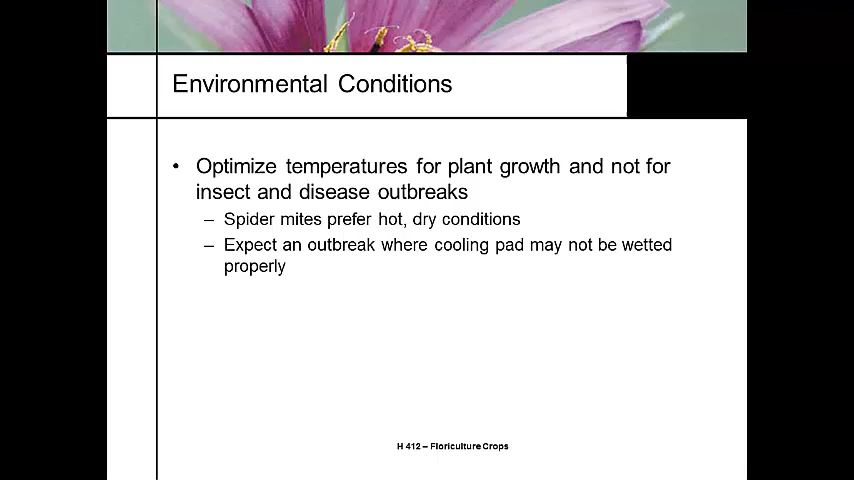 Environmental Conditions
• Optimize temperatures for plant growth and not for
insect and disease outbreaks
– Spider mites prefer hot, dry conditions
– Expect an outbreak where cooling pad may not be wetted
properly
H 412 – Floriculture Crops